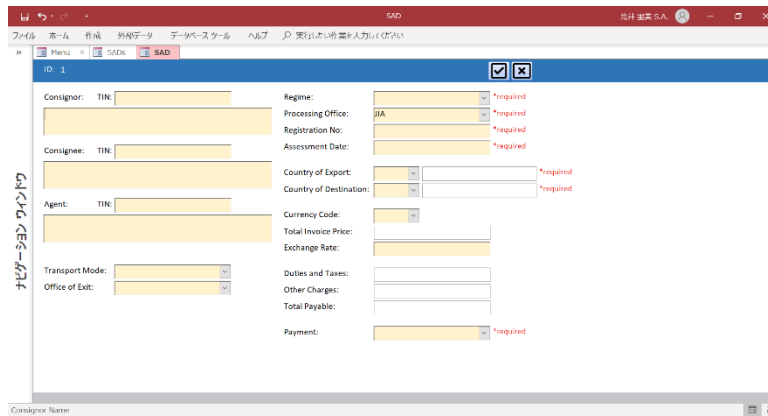 SAD
荒井 里美 S.A.
ファイル ホーム 作成 外部データ データベース ツール ヘルプ 実行したい作業を入力してください
Menu SADs SAD
ID: 1
Consignor: TIN:
Consignee: TIN:
Agent: TIN:
Transport Mode:
Office of Exit:
Regime: *required
Processing Office: JIA *required
Registration No: *required
Assessment Date: *required
Country of Export: *required
Country of Destination: *required
Currency Code:
Total Invoice Price:
Exchange Rate:
Duties and Taxes:
Other Charges:
Total Payable:
Payment: *required
ナビゲーション ウィンドウ
Name